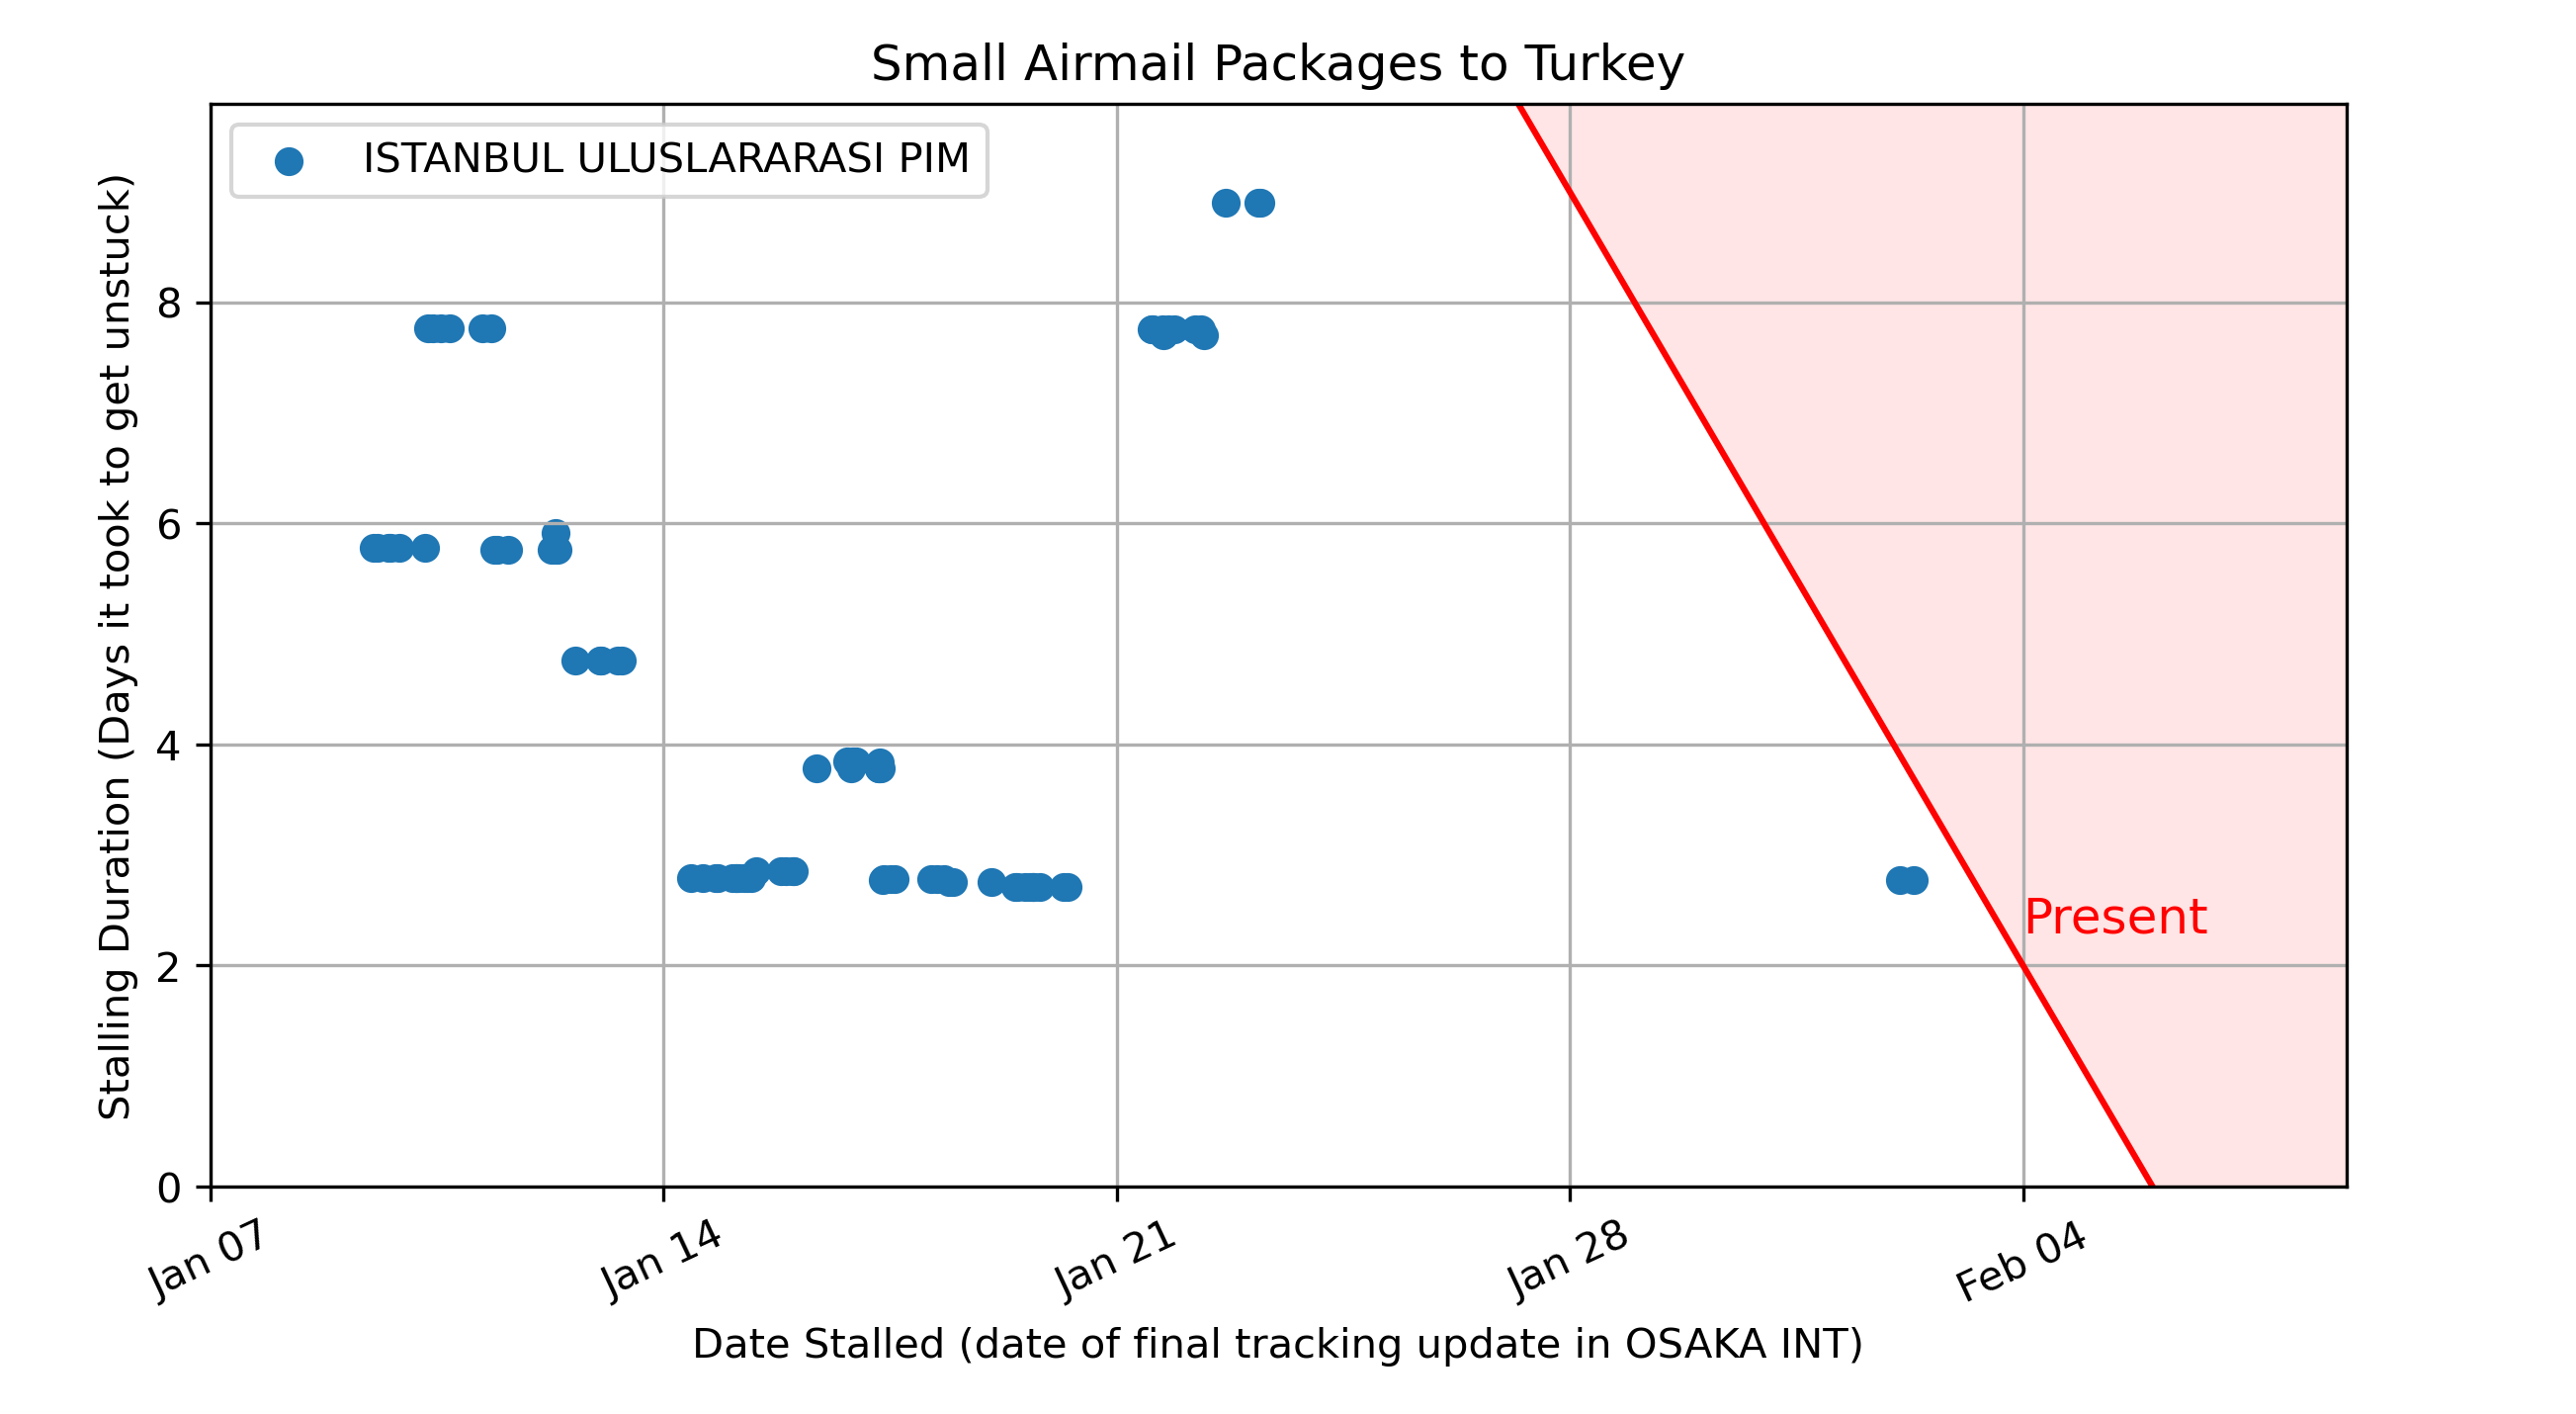 Small Airmail Packages to Turkey
ISTANBUL ULUSLARARASI PIM
Stalling Duration (Days it took to get unstuck)
8
6
4
2
0
Present
Jan 07
Jan 14
Jan 21
Jan 28
Feb 04
Date Stalled (date of final tracking update in OSAKA INT)